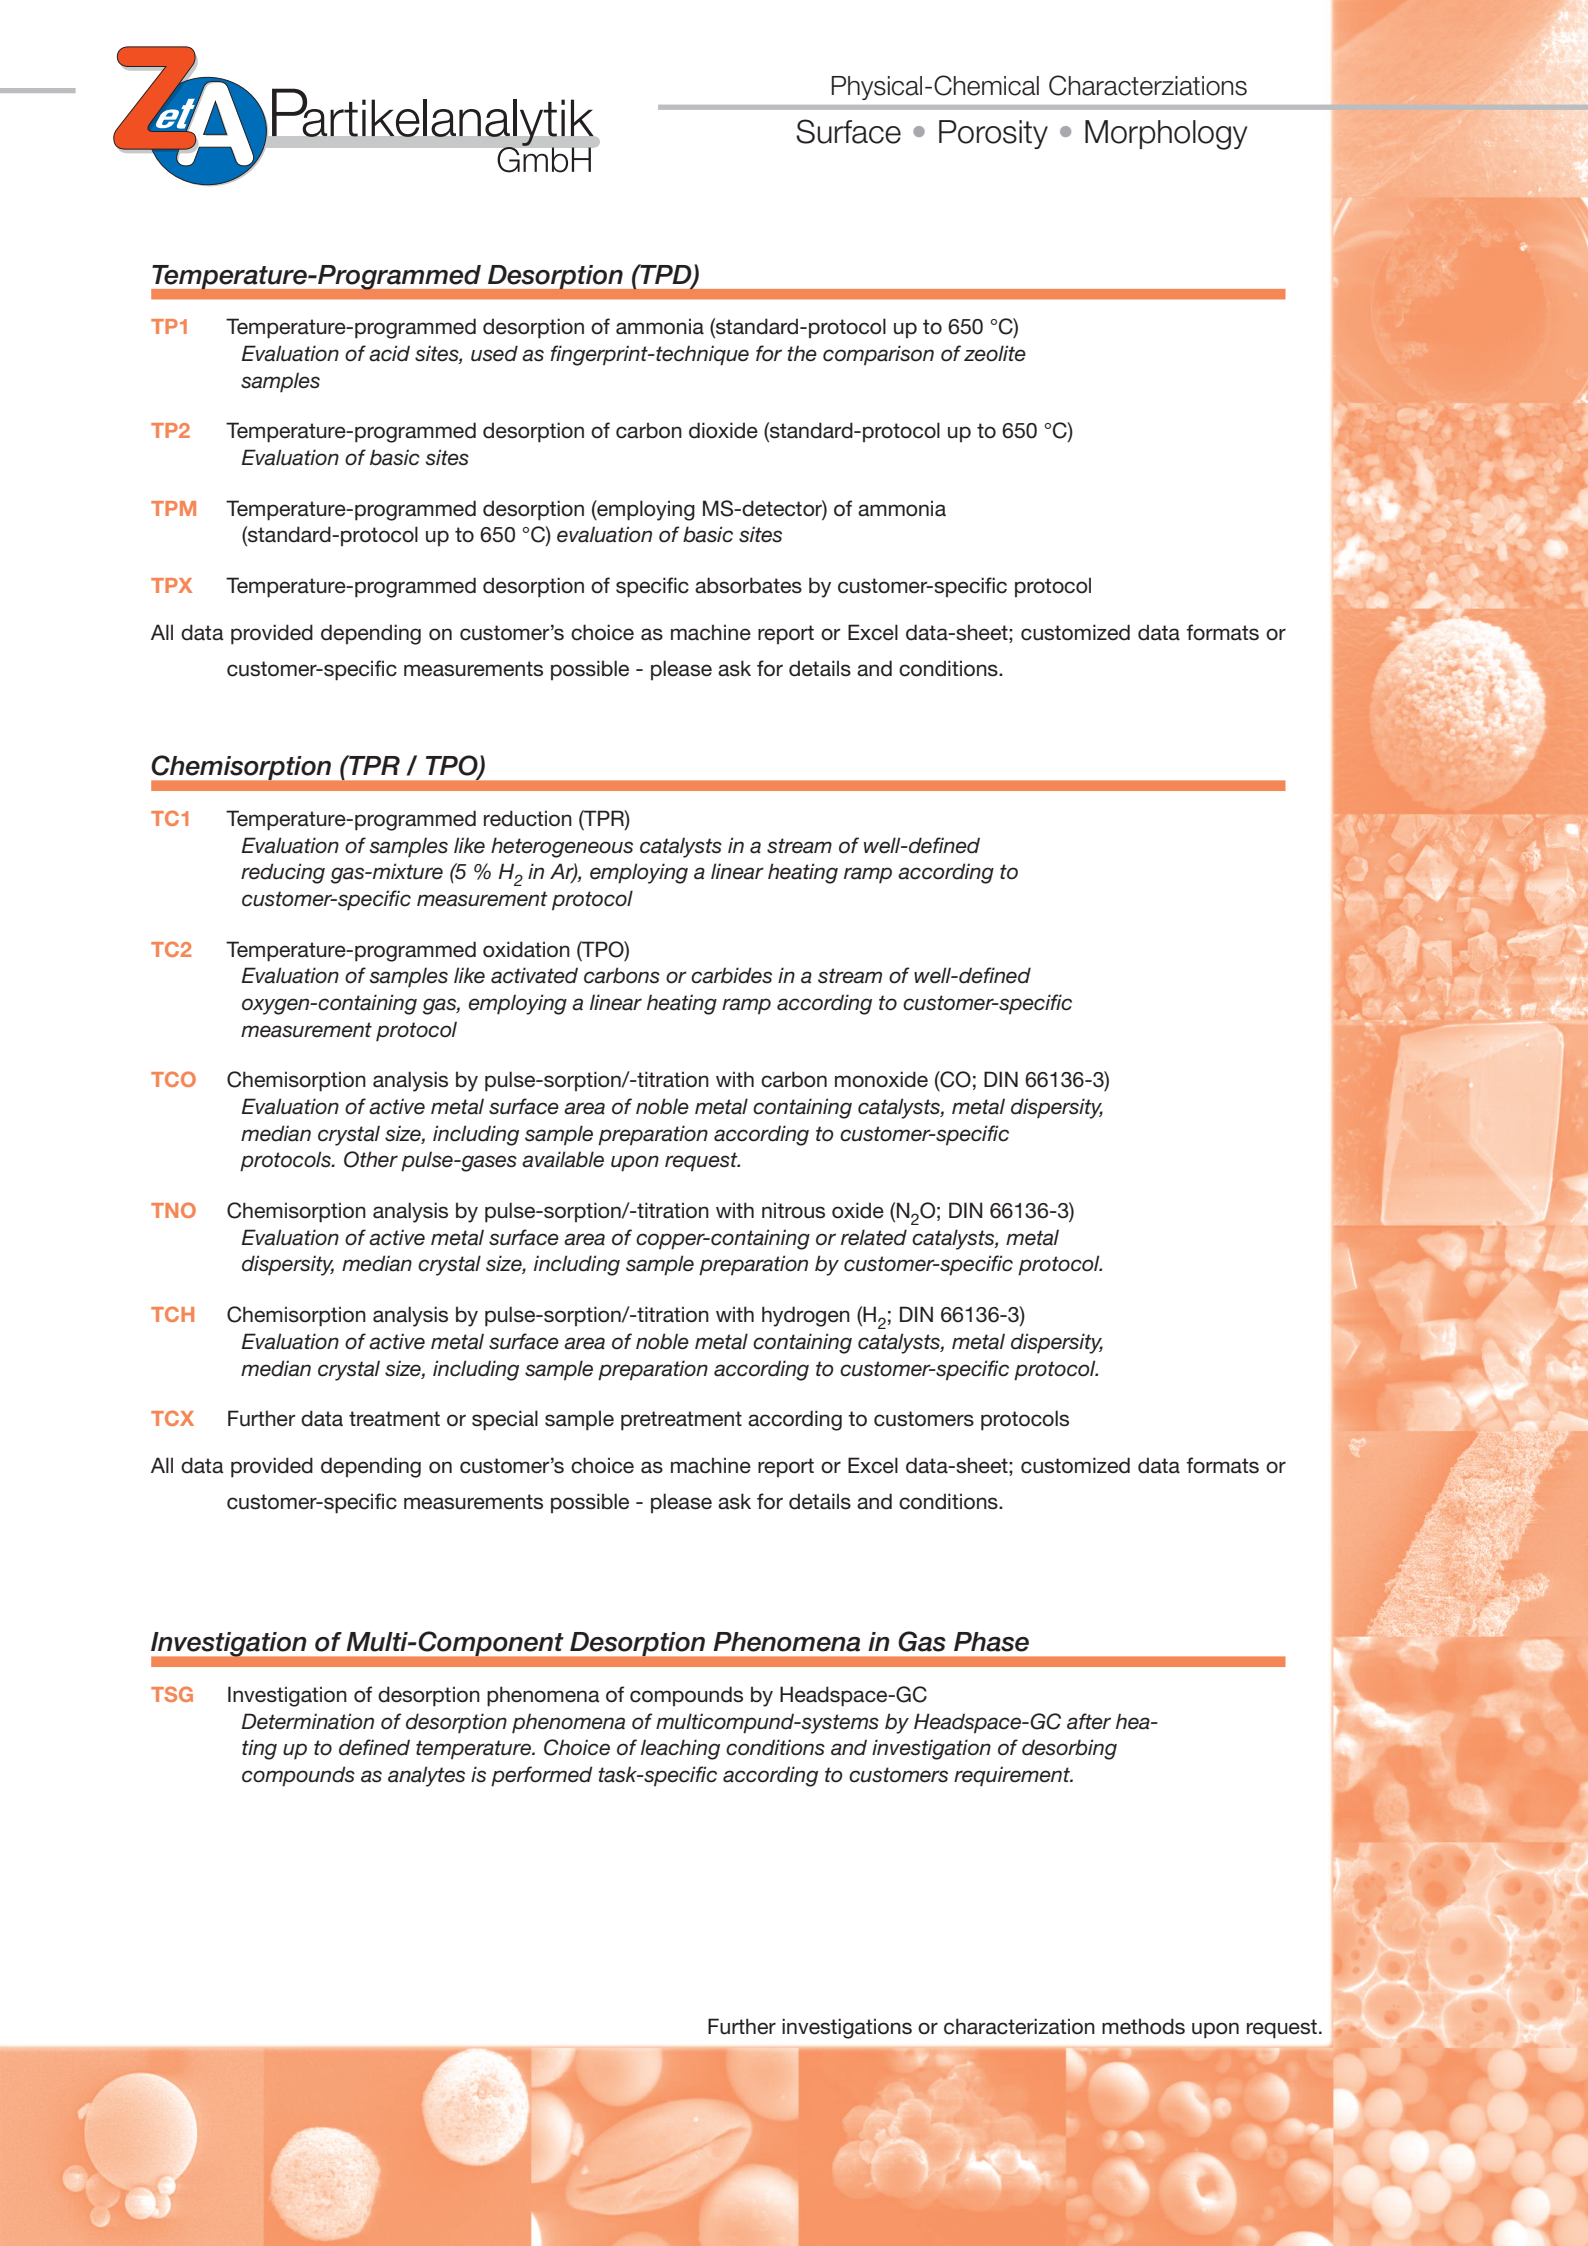 ZetA Partikelanalytik
GmbH
Physical-Chemical Characterziations
Surface • Porosity • Morphology
Temperature-Programmed Desorption (TPD)
TP1 Temperature-programmed desorption of ammonia (standard-protocol up to 650 °C)
Evaluation of acid sites, used as fingerprint-technique for the comparison of zeolite
samples
TP2 Temperature-programmed desorption of carbon dioxide (standard-protocol up to 650 °C)
Evaluation of basic sites
TPM Temperature-programmed desorption (employing MS-detector) of ammonia
(standard-protocol up to 650 °C) evaluation of basic sites
TPX Temperature-programmed desorption of specific absorbates by customer-specific protocol
All data provided depending on customer’s choice as machine report or Excel data-sheet; customized data formats or
customer-specific measurements possible - please ask for details and conditions.
Chemisorption (TPR / TPO)
TC1 Temperature-programmed reduction (TPR)
Evaluation of samples like heterogeneous catalysts in a stream of well-defined
reducing gas-mixture (5 % H₂ in Ar), employing a linear heating ramp according to
customer-specific measurement protocol
TC2 Temperature-programmed oxidation (TPO)
Evaluation of samples like activated carbons or carbides in a stream of well-defined
oxygen-containing gas, employing a linear heating ramp according to customer-specific
measurement protocol
TCO Chemisorption analysis by pulse-sorption/-titration with carbon monoxide (CO; DIN 66136-3)
Evaluation of active metal surface area of noble metal containing catalysts, metal dispersity,
median crystal size, including sample preparation according to customer-specific
protocols. Other pulse-gases available upon request.
TNO Chemisorption analysis by pulse-sorption/-titration with nitrous oxide (N₂O; DIN 66136-3)
Evaluation of active metal surface area of copper-containing or related catalysts, metal
dispersity, median crystal size, including sample preparation by customer-specific protocol.
TCH Chemisorption analysis by pulse-sorption/-titration with hydrogen (H₂; DIN 66136-3)
Evaluation of active metal surface area of noble metal containing catalysts, metal dispersity,
median crystal size, including sample preparation according to customer-specific protocol.
TCX Further data treatment or special sample pretreatment according to customers protocols
All data provided depending on customer’s choice as machine report or Excel data-sheet; customized data formats or
customer-specific measurements possible - please ask for details and conditions.
Investigation of Multi-Component Desorption Phenomena in Gas Phase
TSG Investigation of desorption phenomena of compounds by Headspace-GC
Determination of desorption phenomena of multicompund-systems by Headspace-GC after hea-
ting up to defined temperature. Choice of leaching conditions and investigation of desorbing
compounds as analytes is performed task-specific according to customers requirement.
Further investigations or characterization methods upon request.